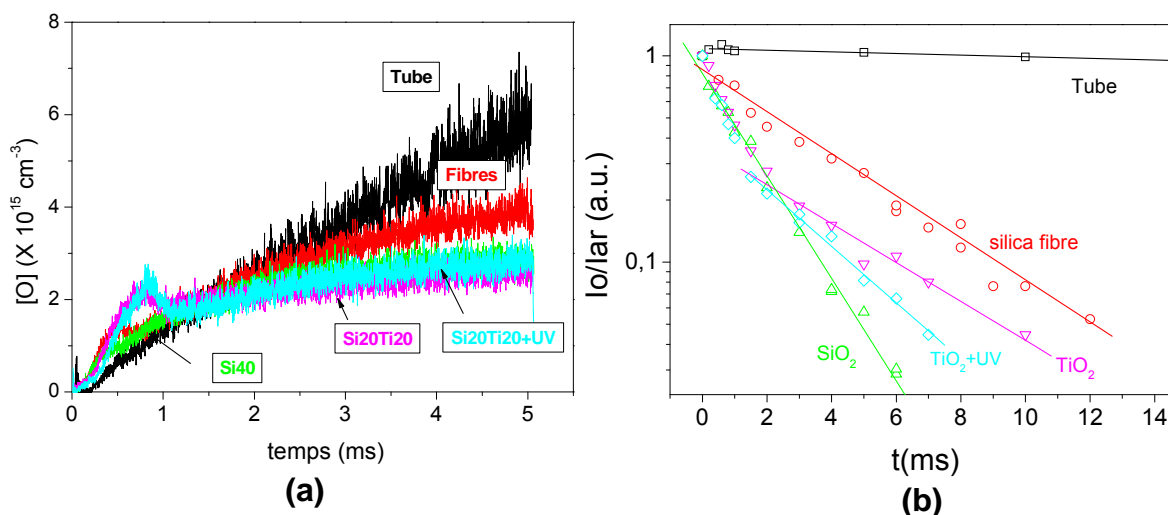 8
6
4
2
0
[O] (X 10¹⁵ cm⁻³)
Tube
Fibres
Si20Ti20
Si20Ti20+UV
Si40
0 1 2 3 4 5
temps (ms)
(a)
1
0,1
Io/Iar (a.u.)
Tube
silica fibre
SiO₂
TiO₂+UV
TiO₂
0 2 4 6 8 10 12 14
t(ms)
(b)